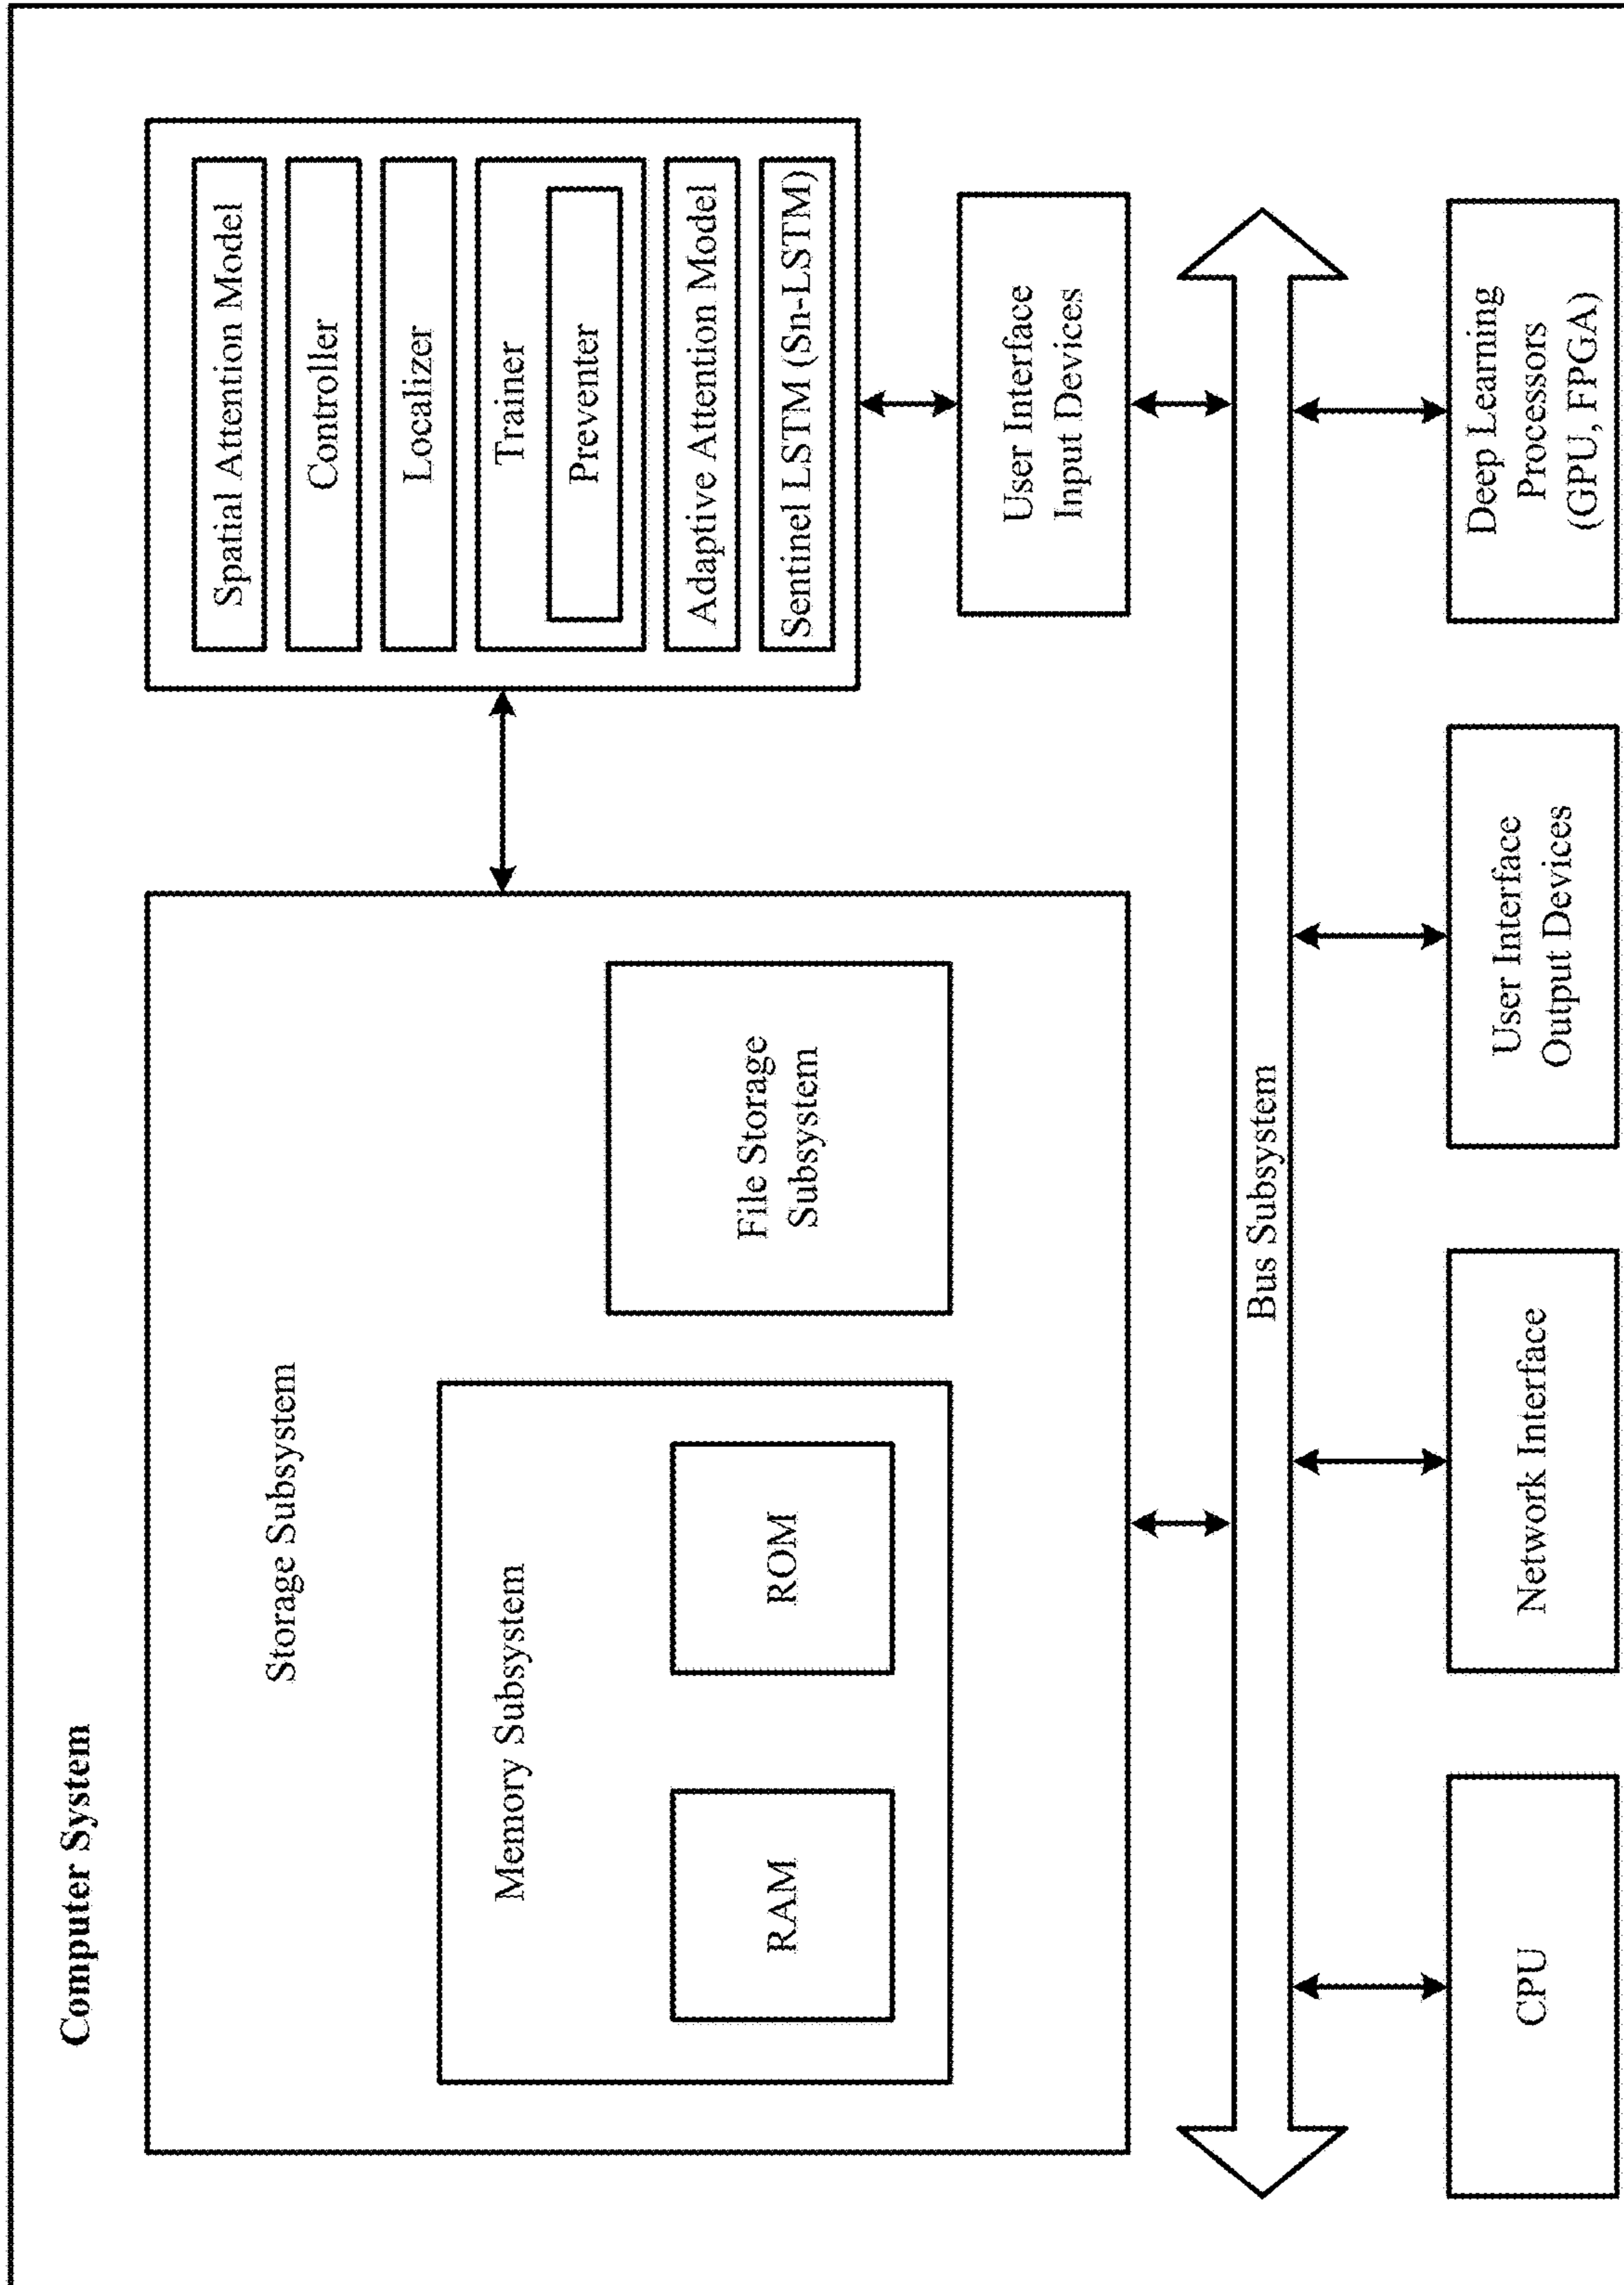 Computer System
Storage Subsystem
Memory Subsystem
RAM
ROM
File Storage
Subsystem
Spatial Attention Model
Controller
Localizer
Trainer
Preventer
Adaptive Attention Model
Sentinel LSTM (Sn-LSTM)
User Interface
Input Devices
Bus Subsystem
CPU
Network Interface
User Interface
Output Devices
Deep Learning
Processors
(GPU, FPGA)